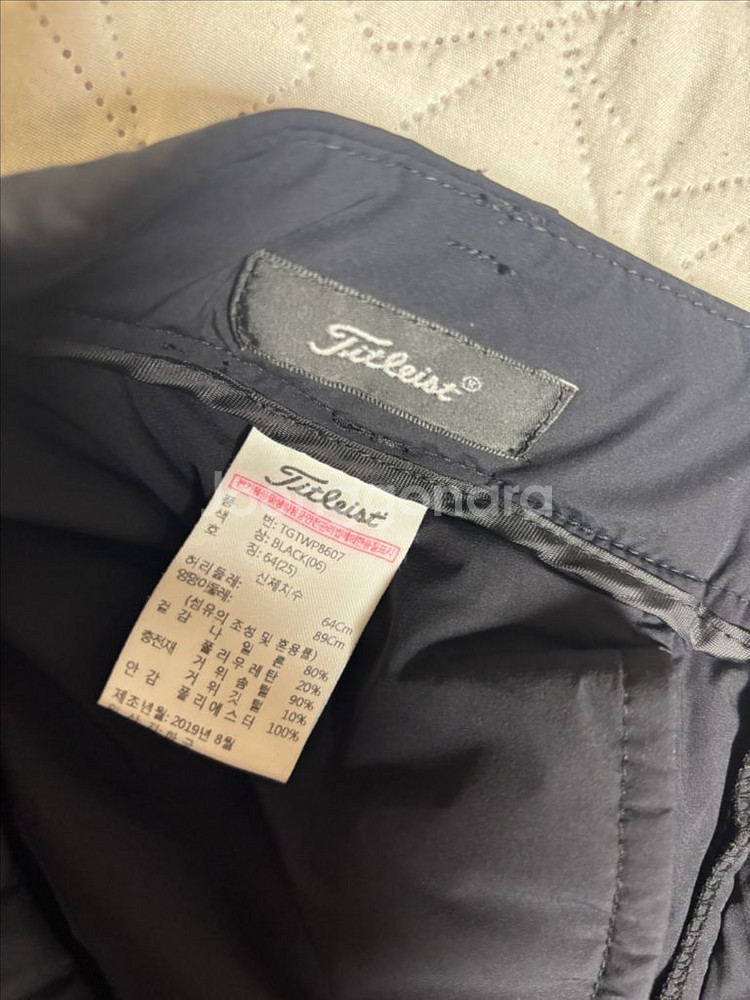 Titleist®
Titleist
품 번: TGTWP8607
색 상: BLACK(06)
호 칭: 64(25)
신체치수
허리둘레: 64Cm
엉덩이둘레: 89Cm
(섬유의 조성 및 혼용률)
겉 감 나 일 론 80%
폴 리 우 레 탄 20%
충전재 거 위 솜 털 90%
거 위 깃 털 10%
안 감 폴 리 에 스 터 100%
제조년월: 2019년 8월
joonggonara